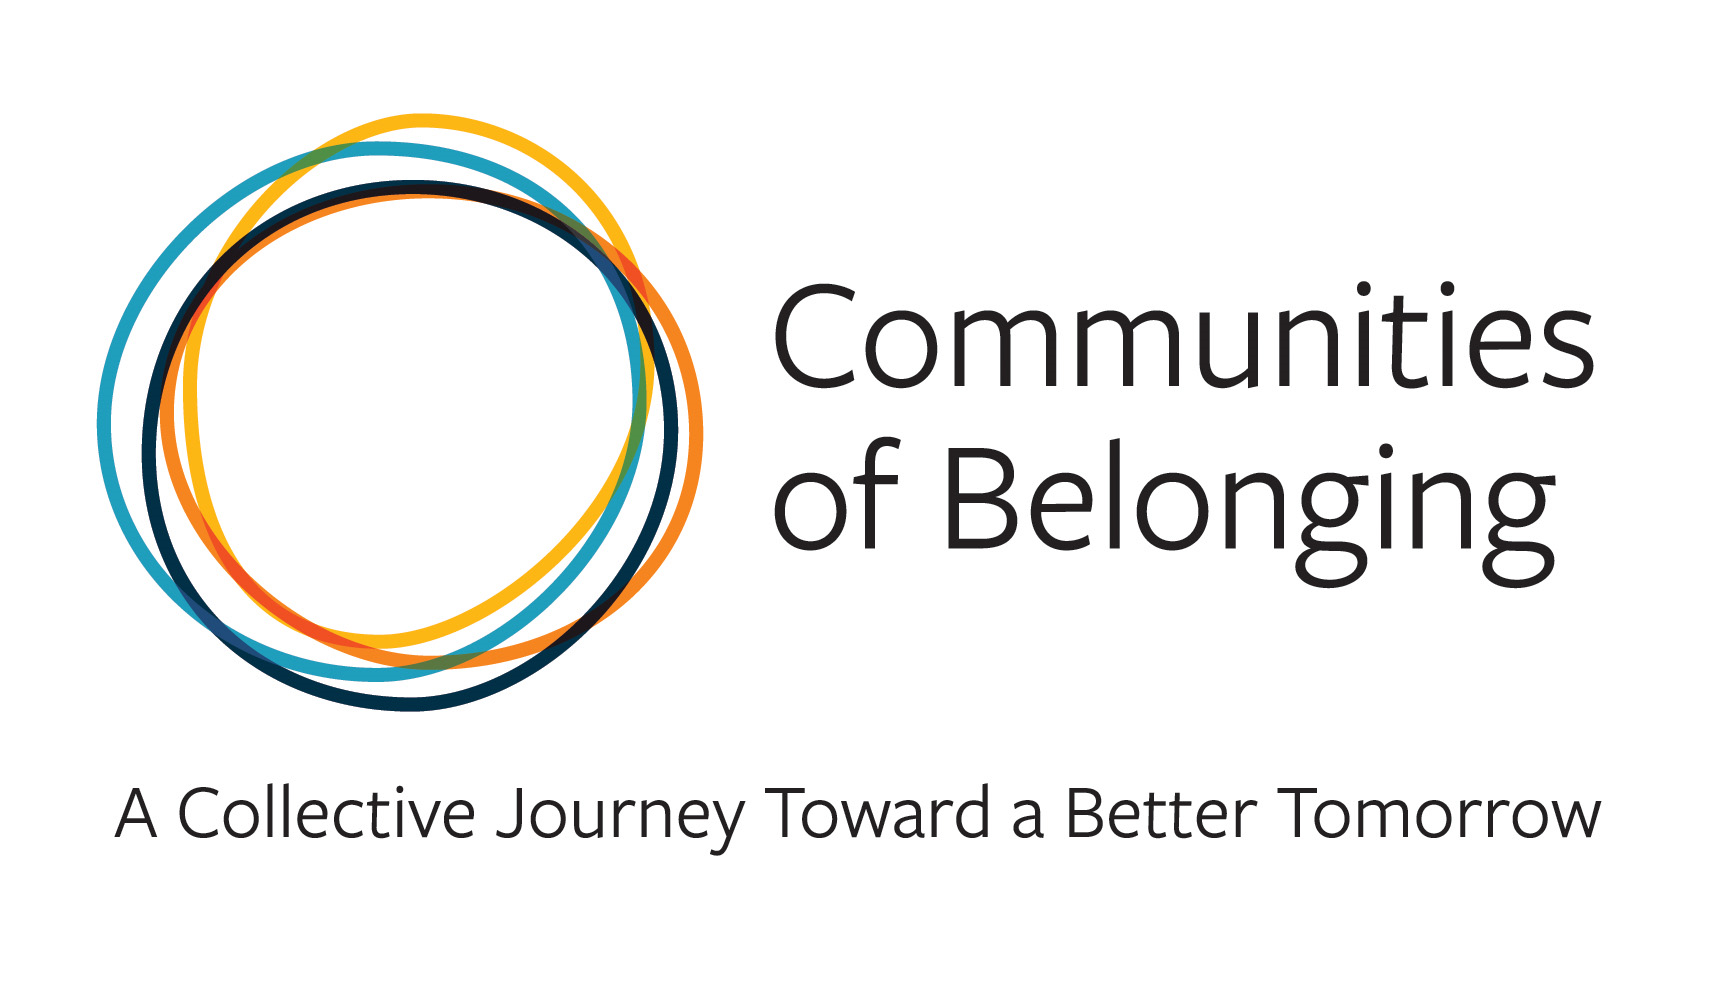 Communities
of Belonging
A Collective Journey Toward a Better Tomorrow